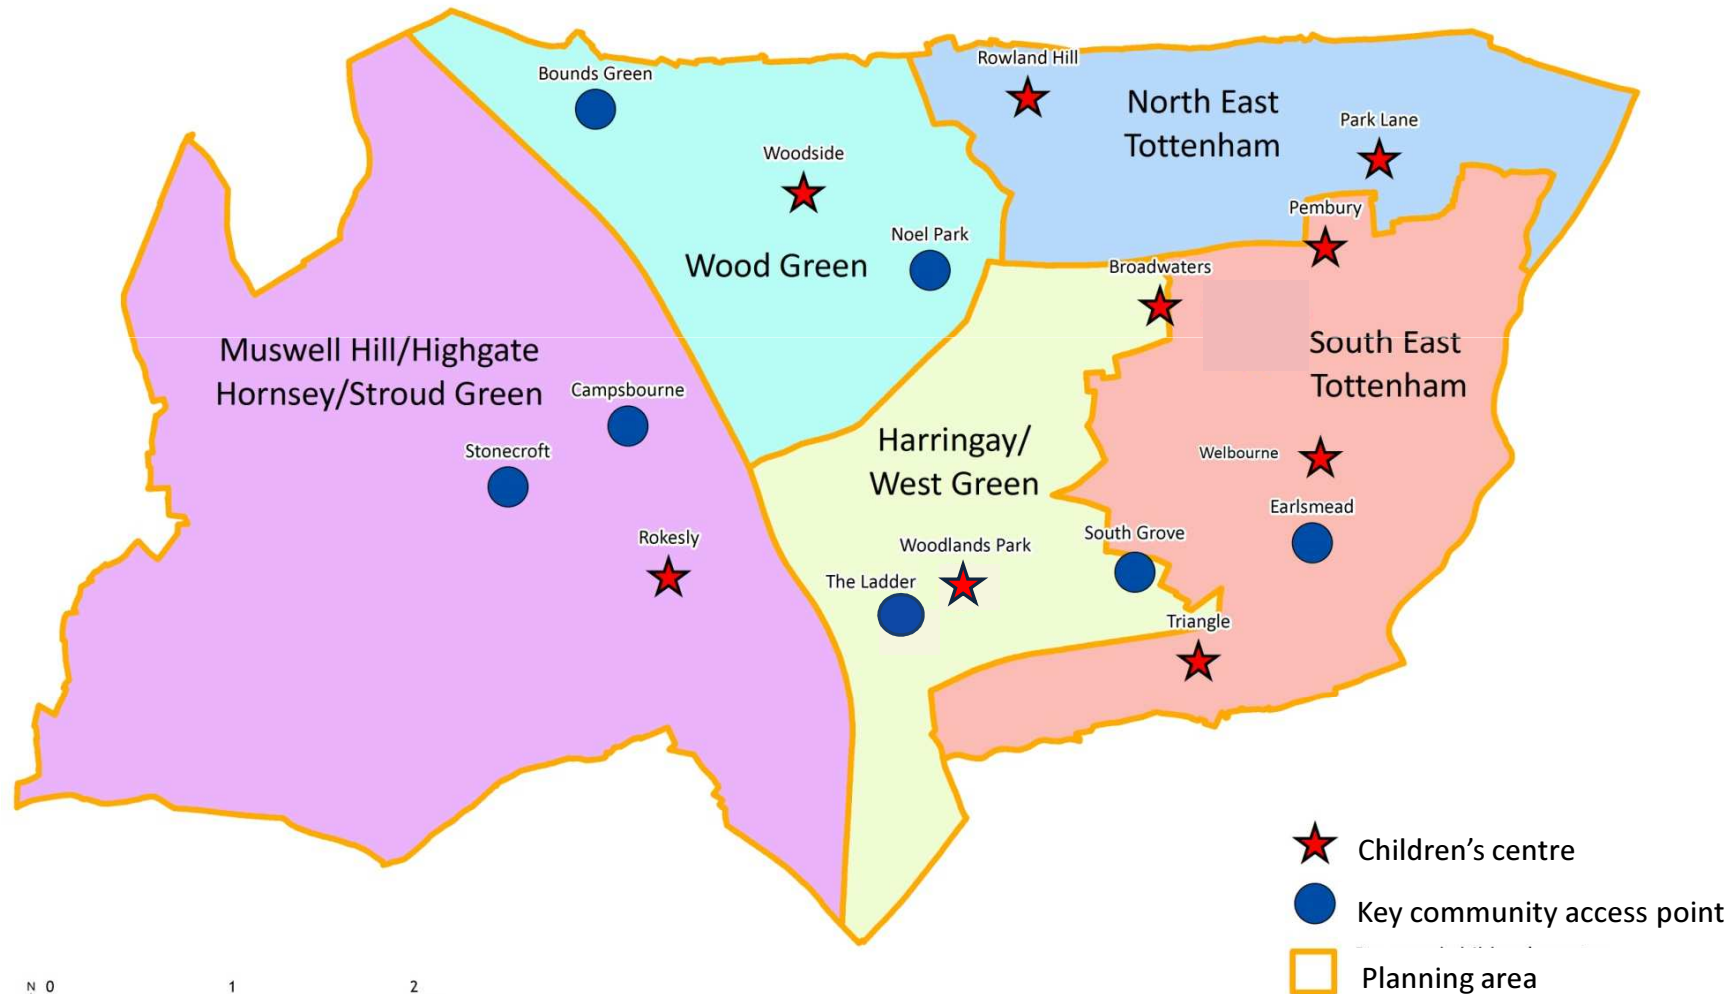 Rowland Hill
Bounds Green
North East
Tottenham
Park Lane
Woodside
Pembury
Noel Park
Wood Green
Broadwaters
Muswell Hill/Highgate
Hornsey/Stroud Green
South East
Tottenham
Campsbourne
Harringay/
West Green
Stonecroft
Welbourne
Earlsmead
Rokesly
South Grove
Woodlands Park
The Ladder
Triangle
Children’s centre
Key community access point
Planning area
N 0 1 2